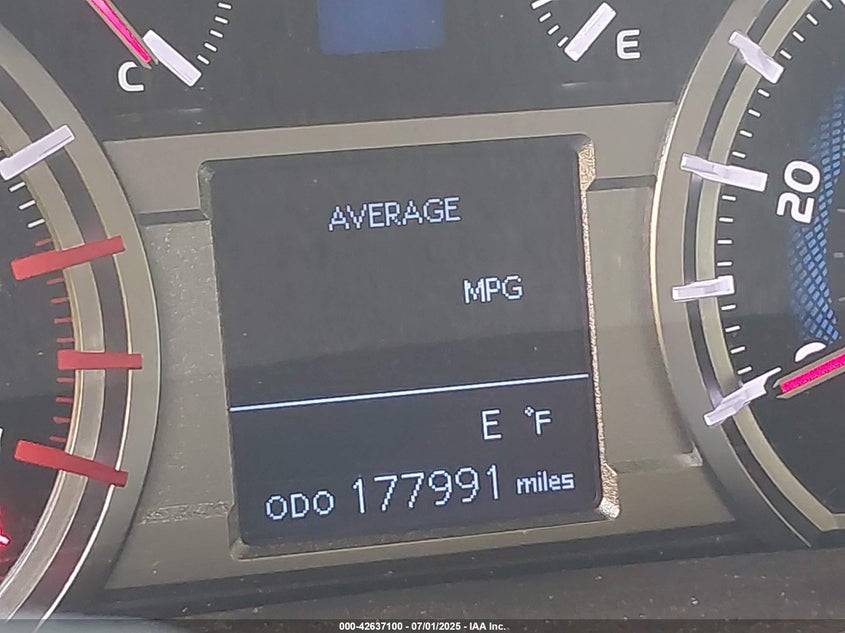 C
E
20
AVERAGE
MPG
E °F
ODO 177991 miles
000-42637100 - 07/01/2025 - IAA Inc.